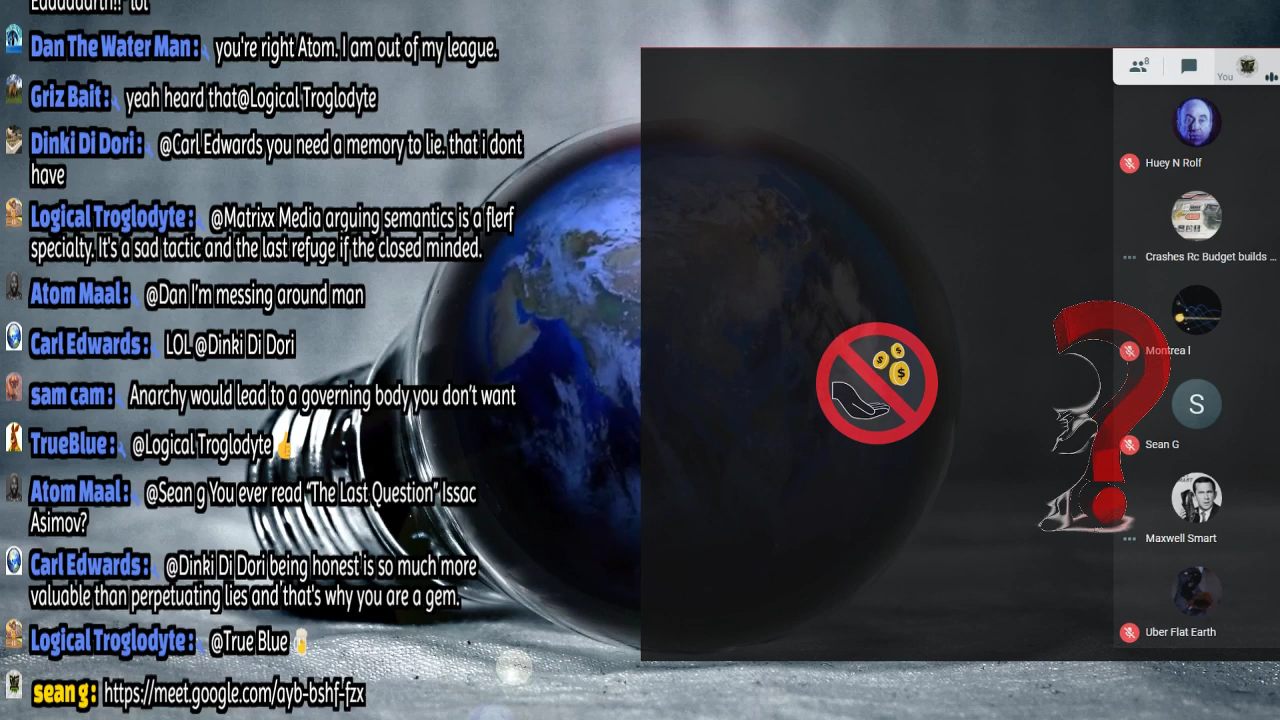 Eddddarth!! lol
Dan The Water Man : you're right Atom. I am out of my league.
Griz Bait : yeah heard that@Logical Troglodyte
Dinki Di Dori : @Carl Edwards you need a memory to lie. that i dont
have
Logical Troglodyte : @Matrixx Media arguing semantics is a flerf
specialty. It's a sad tactic and the last refuge if the closed minded.
Atom Maal : @Dan I'm messing around man
Carl Edwards : LOL @Dinki Di Dori
sam cam : Anarchy would lead to a governing body you don't want
TrueBlue : @Logical Troglodyte 👍
Atom Maal : @Sean g You ever read "The Last Question" Issac
Asimov?
Carl Edwards : @Dinki Di Dori being honest is so much more
valuable than perpetuating lies and that's why you are a gem.
Logical Troglodyte : @True Blue 🍺
sean g : https://meet.google.com/ayb-bshf-fzx
8
You
Huey N Rolf
Crashes Rc Budget builds ...
Montrea l
S
Sean G
Maxwell Smart
Uber Flat Earth